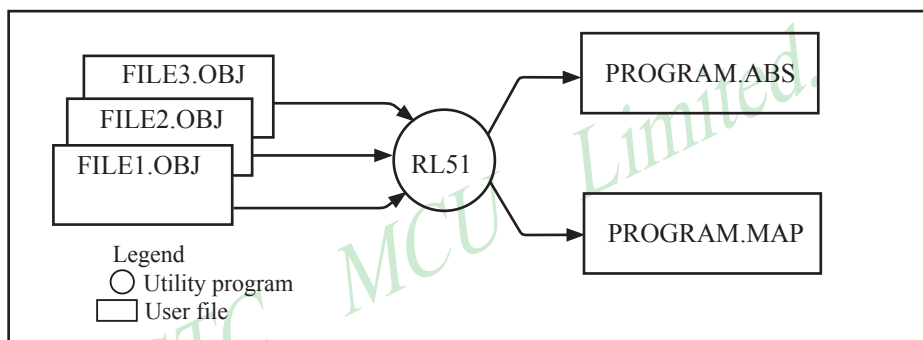 FILE3.OBJ
FILE2.OBJ
FILE1.OBJ
RL51
PROGRAM.ABS
PROGRAM.MAP
Legend
Utility program
User file
STC MCU Limited.